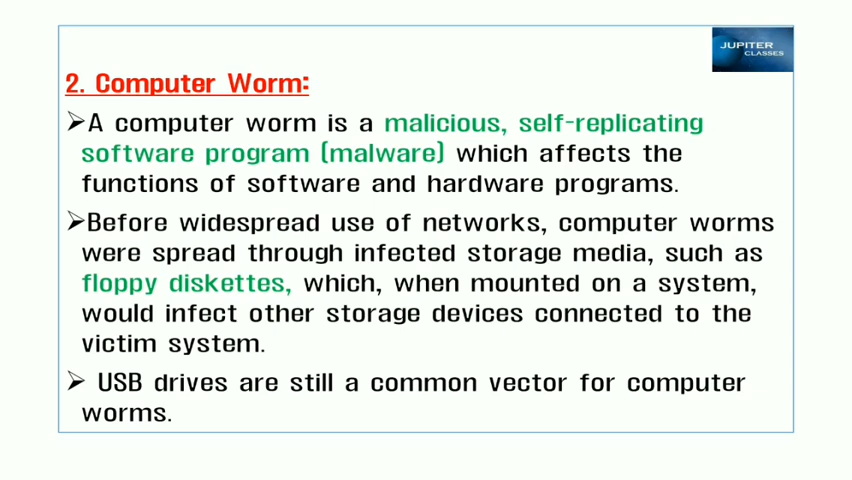 JUPITER
CLASSES
2. Computer Worm:
➢A computer worm is a malicious, self-replicating
software program (malware) which affects the
functions of software and hardware programs.
➢Before widespread use of networks, computer worms
were spread through infected storage media, such as
floppy diskettes, which, when mounted on a system,
would infect other storage devices connected to the
victim system.
➢ USB drives are still a common vector for computer
worms.